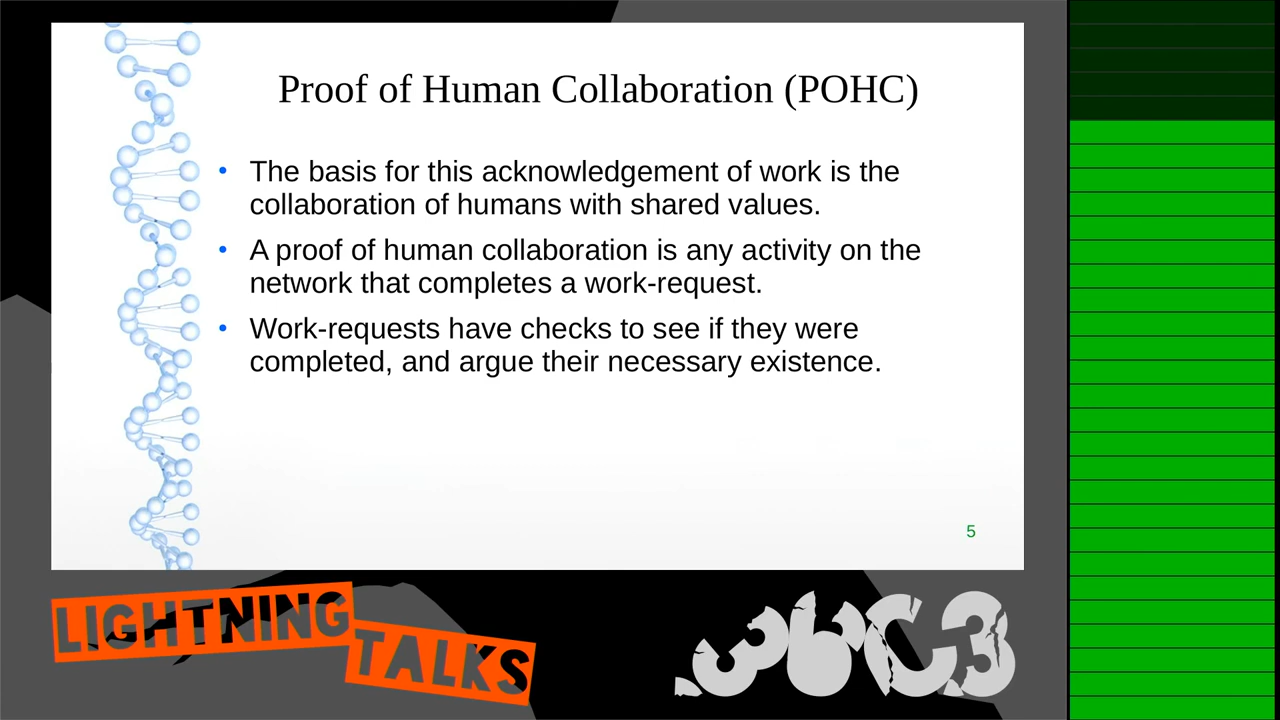 Proof of Human Collaboration (POHC)
• The basis for this acknowledgement of work is the
collaboration of humans with shared values.
• A proof of human collaboration is any activity on the
network that completes a work-request.
• Work-requests have checks to see if they were
completed, and argue their necessary existence.
5
LIGHTNING
TALKS
36C3